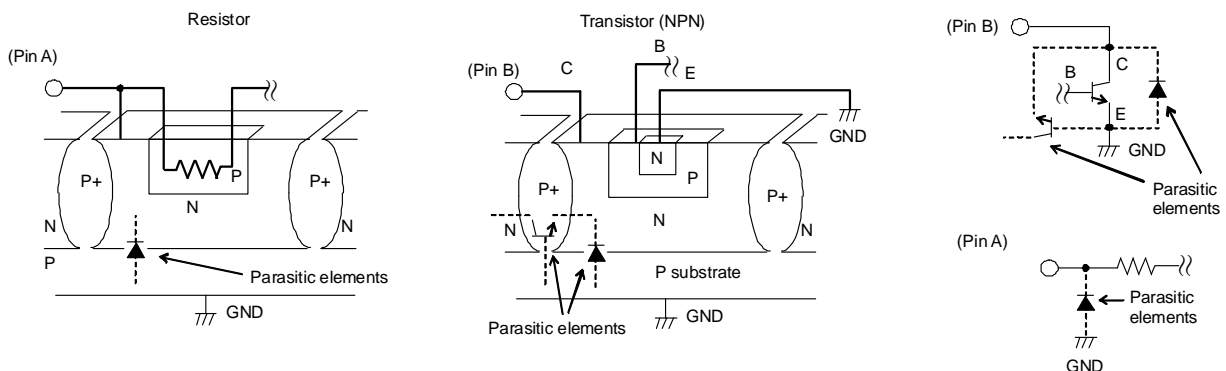 Resistor
(Pin A)
P+
P
P+
N
N
N
P
Parasitic elements
GND
Transistor (NPN)
B
(Pin B)
C
E
GND
N
P
P+
P+
N
N
N
P substrate
Parasitic elements
GND
(Pin B)
C
B
E
GND
Parasitic
elements
(Pin A)
Parasitic
elements
GND